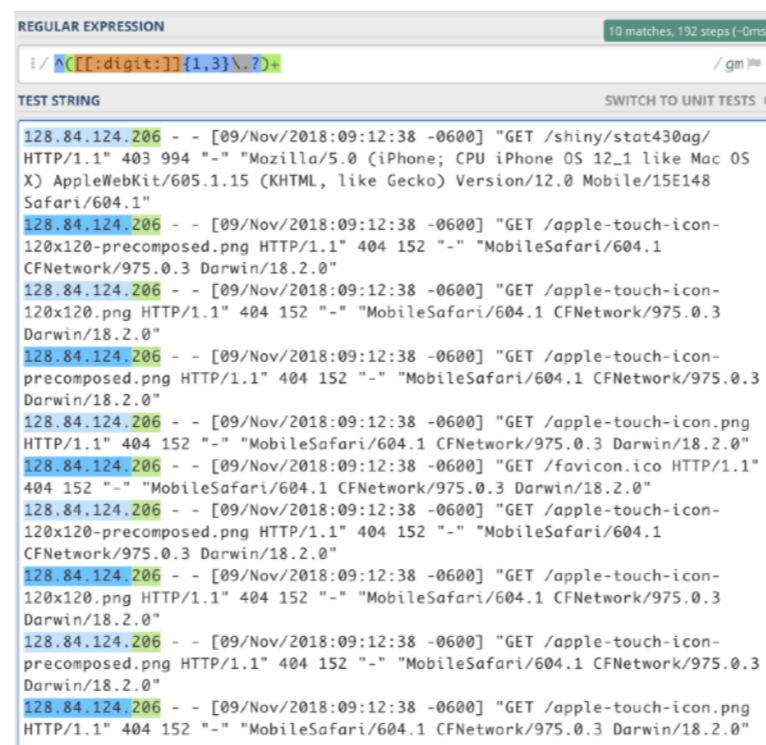 REGULAR EXPRESSION
10 matches, 192 steps (~0ms
/ ^([[:digit:]]{1,3}\.?)+
/ gm
TEST STRING
SWITCH TO UNIT TESTS
128.84.124.206 - - [09/Nov/2018:09:12:38 -0600] "GET /shiny/stat430ag/
HTTP/1.1" 403 994 "-" "Mozilla/5.0 (iPhone; CPU iPhone OS 12_1 like Mac OS
X) AppleWebKit/605.1.15 (KHTML, like Gecko) Version/12.0 Mobile/15E148
Safari/604.1"
128.84.124.206 - - [09/Nov/2018:09:12:38 -0600] "GET /apple-touch-icon-
120x120-precomposed.png HTTP/1.1" 404 152 "-" "MobileSafari/604.1
CFNetwork/975.0.3 Darwin/18.2.0"
128.84.124.206 - - [09/Nov/2018:09:12:38 -0600] "GET /apple-touch-icon-
120x120.png HTTP/1.1" 404 152 "-" "MobileSafari/604.1 CFNetwork/975.0.3
Darwin/18.2.0"
128.84.124.206 - - [09/Nov/2018:09:12:38 -0600] "GET /apple-touch-icon-
precomposed.png HTTP/1.1" 404 152 "-" "MobileSafari/604.1 CFNetwork/975.0.3
Darwin/18.2.0"
128.84.124.206 - - [09/Nov/2018:09:12:38 -0600] "GET /apple-touch-icon.png
HTTP/1.1" 404 152 "-" "MobileSafari/604.1 CFNetwork/975.0.3 Darwin/18.2.0"
128.84.124.206 - - [09/Nov/2018:09:12:38 -0600] "GET /favicon.ico HTTP/1.1"
404 152 "-" "MobileSafari/604.1 CFNetwork/975.0.3 Darwin/18.2.0"
128.84.124.206 - - [09/Nov/2018:09:12:38 -0600] "GET /apple-touch-icon-
120x120-precomposed.png HTTP/1.1" 404 152 "-" "MobileSafari/604.1
CFNetwork/975.0.3 Darwin/18.2.0"
128.84.124.206 - - [09/Nov/2018:09:12:38 -0600] "GET /apple-touch-icon-
120x120.png HTTP/1.1" 404 152 "-" "MobileSafari/604.1 CFNetwork/975.0.3
Darwin/18.2.0"
128.84.124.206 - - [09/Nov/2018:09:12:38 -0600] "GET /apple-touch-icon-
precomposed.png HTTP/1.1" 404 152 "-" "MobileSafari/604.1 CFNetwork/975.0.3
Darwin/18.2.0"
128.84.124.206 - - [09/Nov/2018:09:12:38 -0600] "GET /apple-touch-icon.png
HTTP/1.1" 404 152 "-" "MobileSafari/604.1 CFNetwork/975.0.3 Darwin/18.2.0"